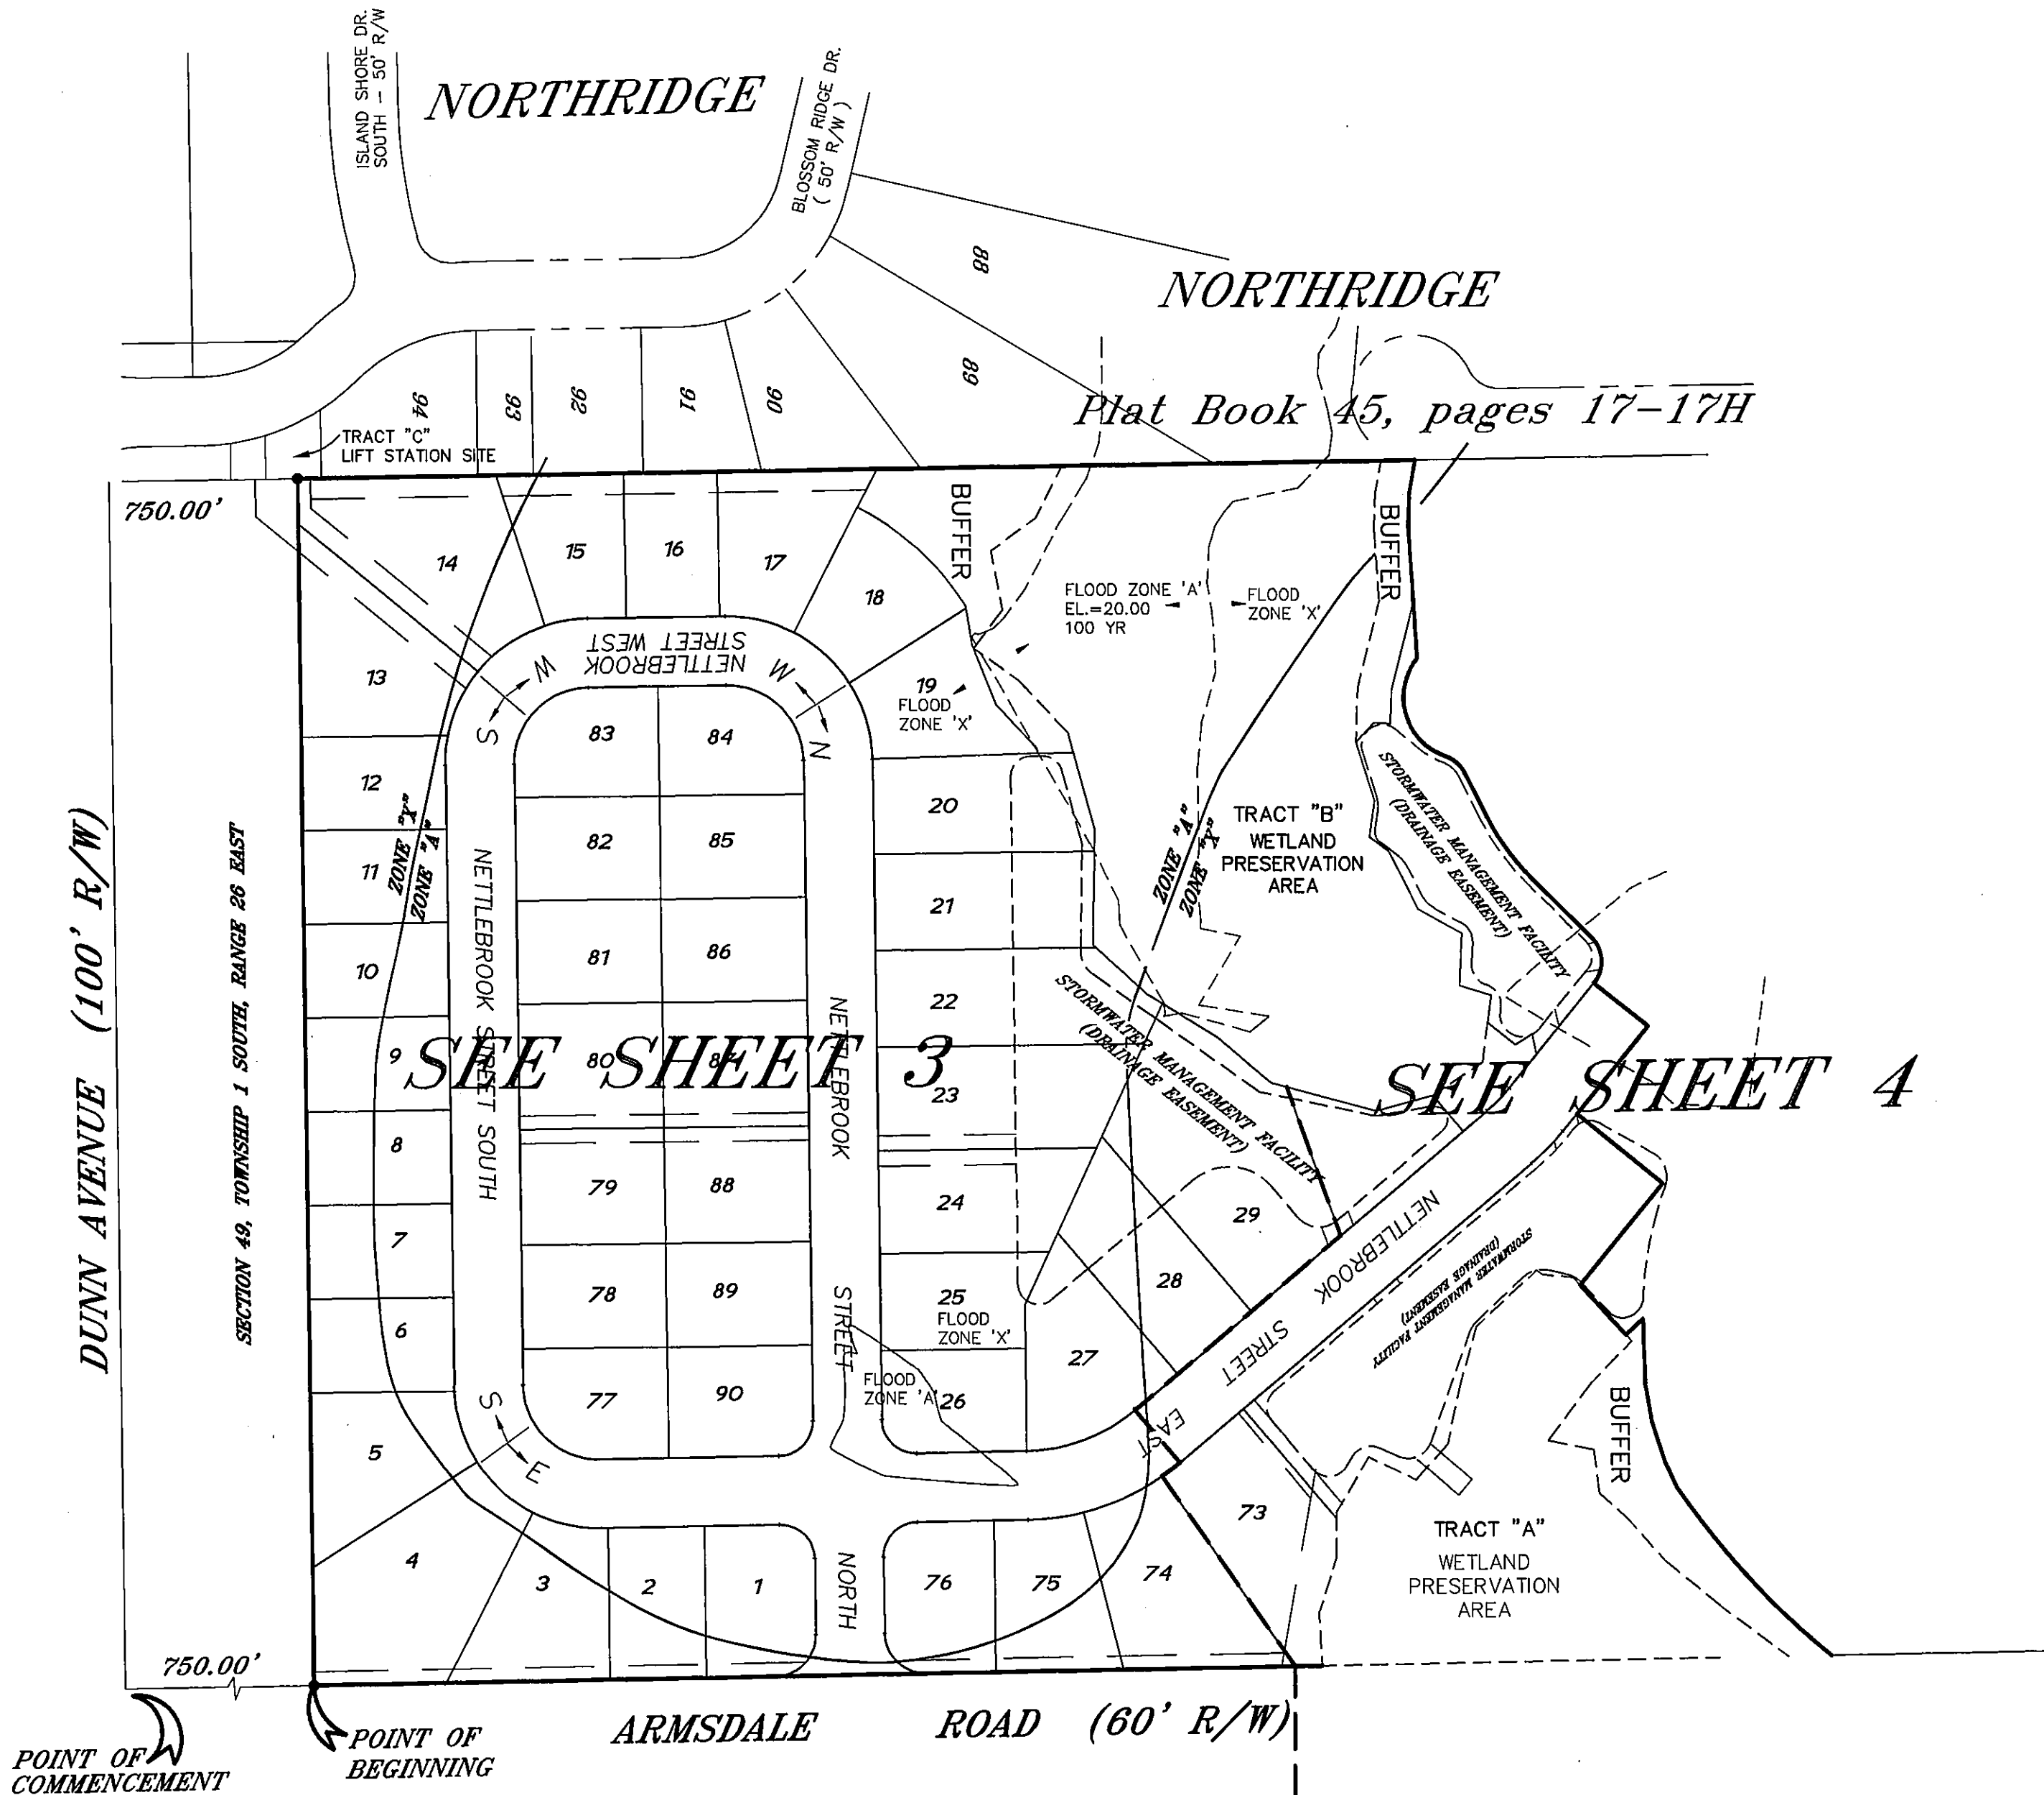 ISLAND SHORE DR.
SOUTH - 50' R/W
NORTHRIDGE
BLOSSOM RIDGE DR.
( 50' R/W )
88
NORTHRIDGE
89
94
93
92
91
90
Plat Book 45, pages 17-17H
TRACT "C"
LIFT STATION SITE
750.00'
BUFFER
BUFFER
14
15
16
17
18
FLOOD ZONE 'A'
EL.=20.00
100 YR
FLOOD
ZONE 'X'
NETTLEBROOK
STREET WEST
W
W
S
N
13
19
FLOOD
ZONE 'X'
83
84
12
20
STORMWATER MANAGEMENT FACILITY
(DRAINAGE EASEMENT)
ZONE "X"
ZONE "A"
ZONE "A"
ZONE "X"
TRACT "B"
WETLAND
PRESERVATION
AREA
82
85
11
21
DUNN AVENUE (100' R/W)
SECTION 49, TOWNSHIP 1 SOUTH, RANGE 26 EAST
NETTLEBROOK STREET SOUTH
10
81
86
22
NETTLEBROOK
STREET
NORTH
STORMWATER MANAGEMENT FACILITY
(DRAINAGE EASEMENT)
SEE SHEET 3
SEE SHEET 4
9
80
87
23
8
79
88
24
29
7
78
89
25
FLOOD
ZONE 'X'
28
NETTLEBROOK
STREET
EAST
STORMWATER MANAGEMENT FACILITY
(DRAINAGE EASEMENT)
6
77
90
FLOOD
ZONE 'A'
26
27
BUFFER
5
S
E
4
3
2
1
76
75
74
73
TRACT "A"
WETLAND
PRESERVATION
AREA
750.00'
POINT OF
COMMENCEMENT
POINT OF
BEGINNING
ARMSDALE ROAD (60' R/W)